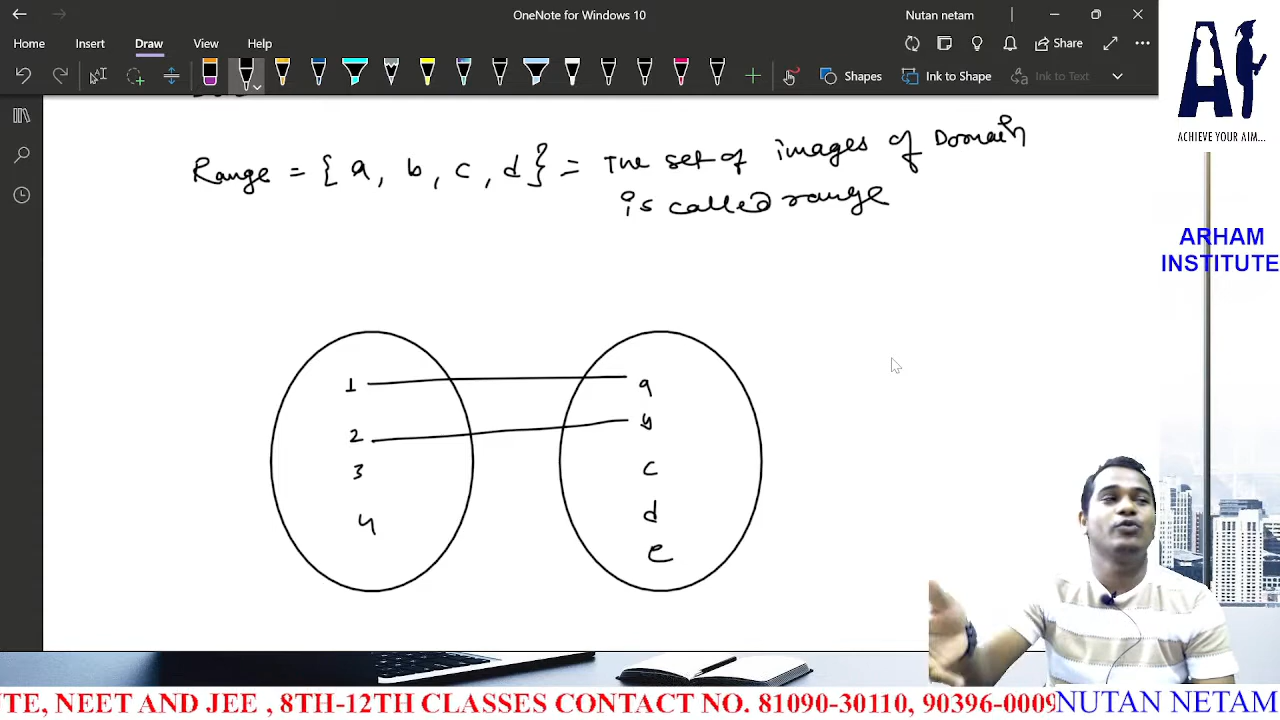 OneNote for Windows 10
Nutan netam
Home Insert Draw View Help
Share
Shapes Ink to Shape Ink to Text
Range = { a, b, c, d } = The set of images of Domain
is called range
1 a
2 b
3 c
4 d
e
ACHIEVE YOUR AIM...
ARHAM
INSTITUTE
UTE, NEET AND JEE , 8TH-12TH CLASSES CONTACT NO. 81090-30110, 90396-0009
NUTAN NETAM